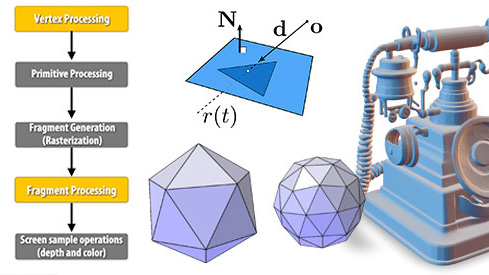 Vertex Processing
Primitive Processing
Fragment Generation
(Rasterization)
Fragment Processing
Screen sample operations
(depth and color)
N
d
o
r(t)